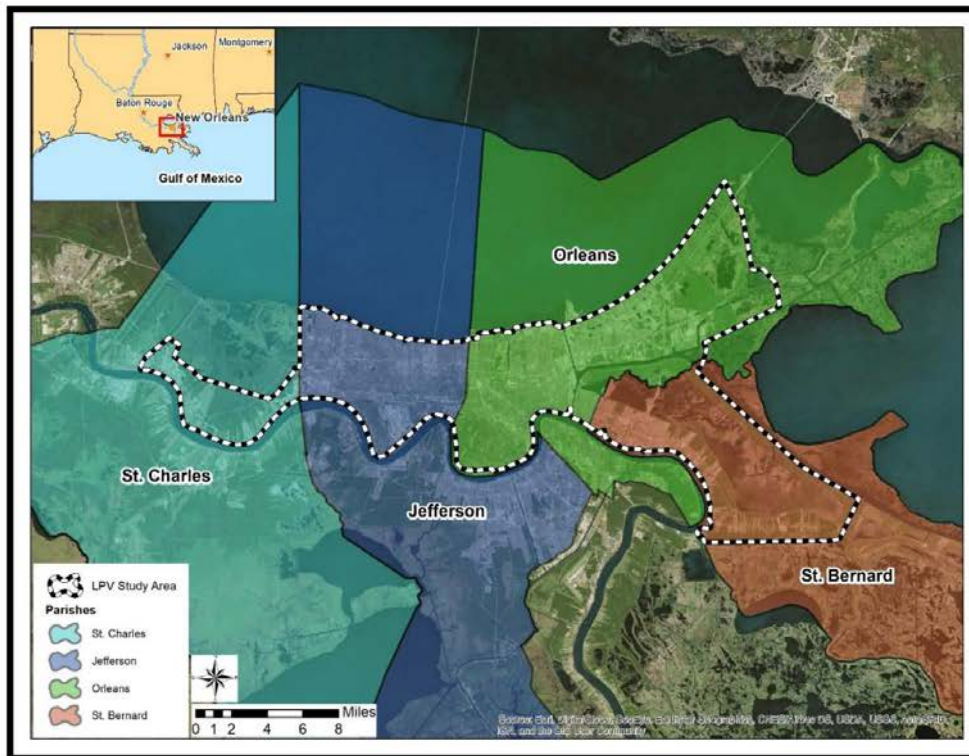 Jackson
Montgomery
Baton Rouge
New Orleans
Gulf of Mexico
Orleans
St. Charles
Jefferson
St. Bernard
LPV Study Area
Parishes
St. Charles
Jefferson
Orleans
St. Bernard
Miles
0 1 2 4 6 8